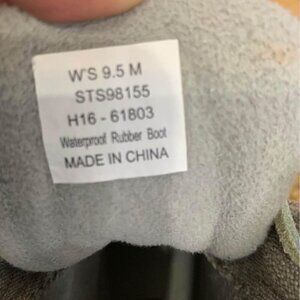 W'S 9.5 M
STS98155
H16 - 61803
Waterproof Rubber Boot
MADE IN CHINA